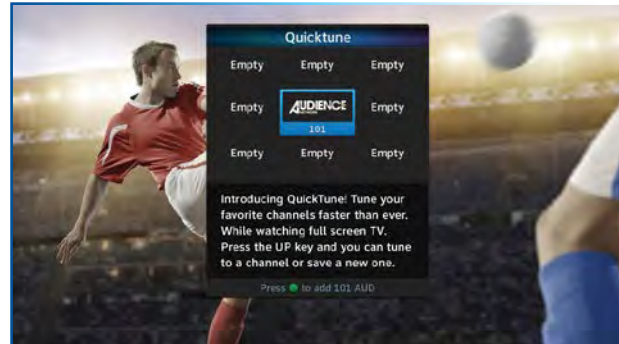 Quicktune
Empty Empty Empty
Empty AUDIENCE Empty
NETWORK
101
Empty Empty Empty
Introducing QuickTune! Tune your
favorite channels faster than ever.
While watching full screen TV.
Press the UP key and you can tune
to a channel or save a new one.
Press to add 101 AUD